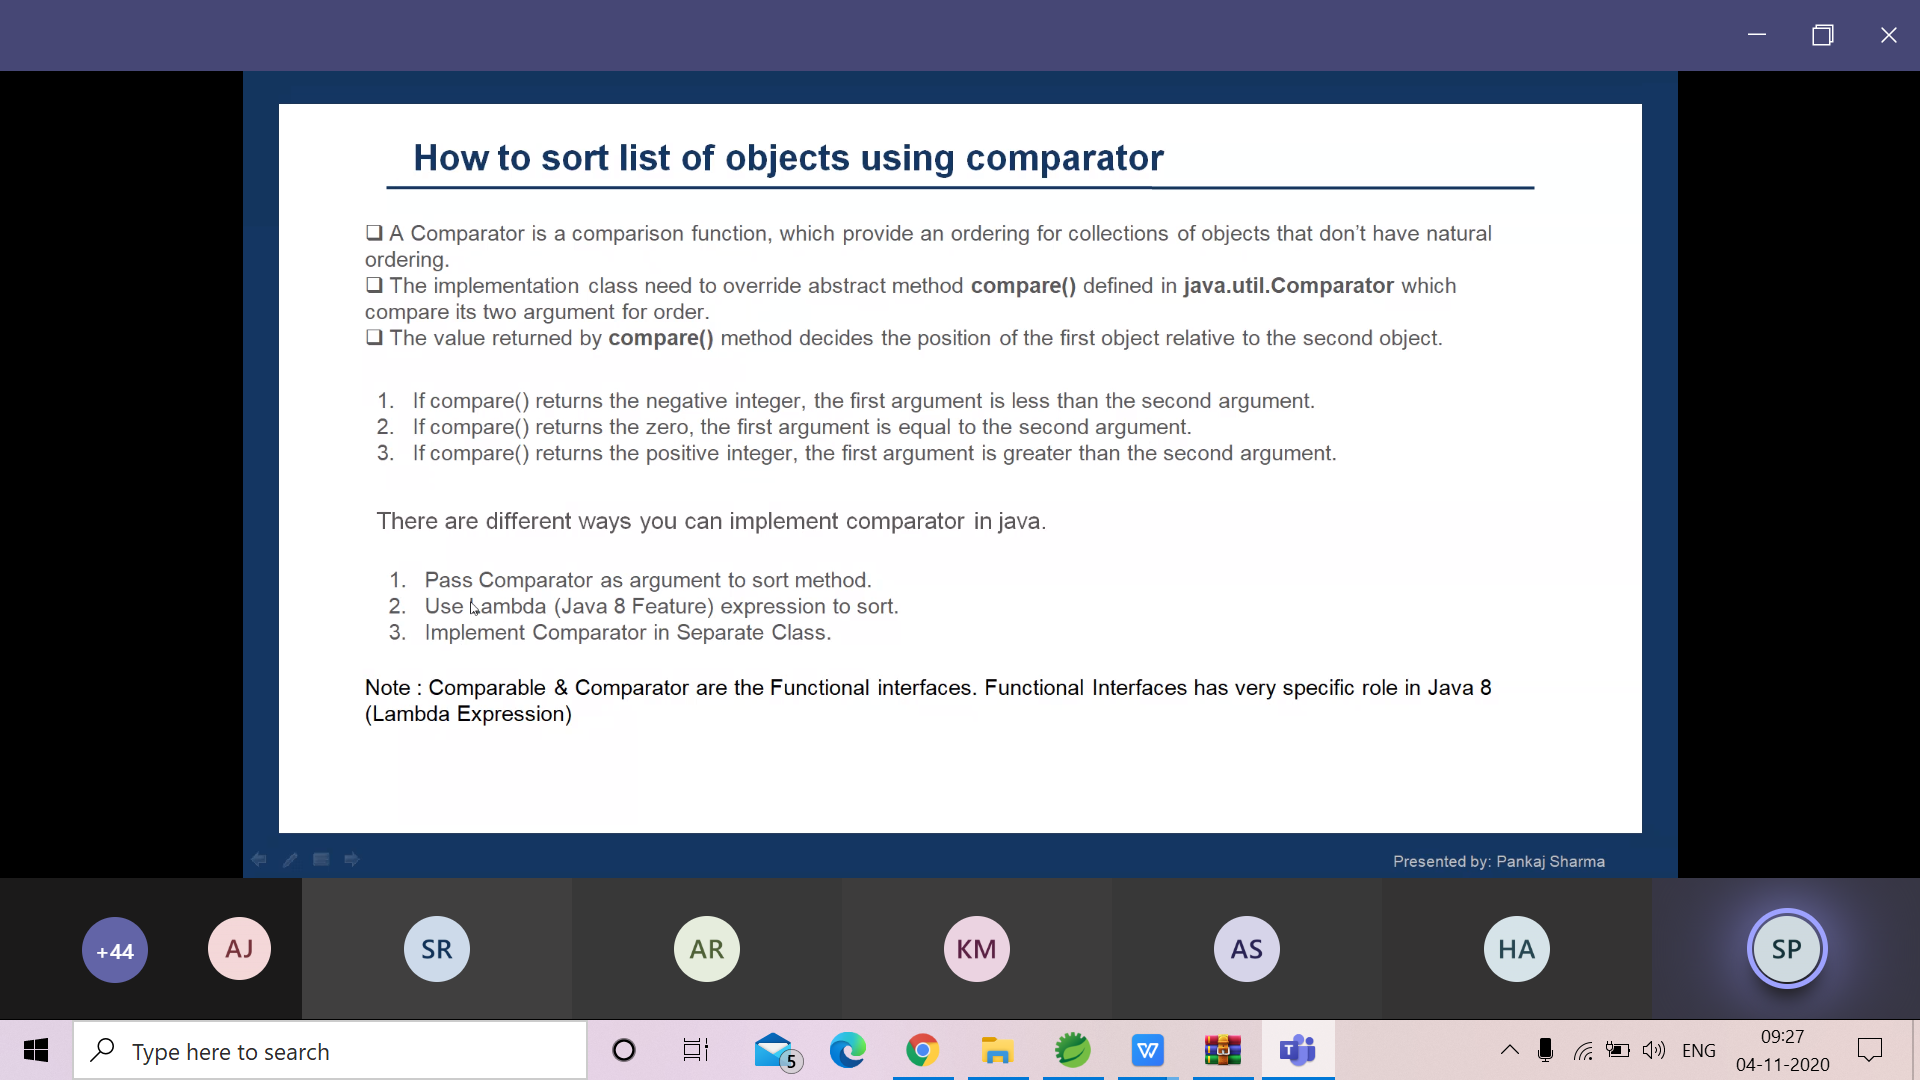 How to sort list of objects using comparator
❑ A Comparator is a comparison function, which provide an ordering for collections of objects that don't have natural
ordering.
❑ The implementation class need to override abstract method compare() defined in java.util.Comparator which
compare its two argument for order.
❑ The value returned by compare() method decides the position of the first object relative to the second object.
1. If compare() returns the negative integer, the first argument is less than the second argument.
2. If compare() returns the zero, the first argument is equal to the second argument.
3. If compare() returns the positive integer, the first argument is greater than the second argument.
There are different ways you can implement comparator in java.
1. Pass Comparator as argument to sort method.
2. Use Lambda (Java 8 Feature) expression to sort.
3. Implement Comparator in Separate Class.
Note : Comparable & Comparator are the Functional interfaces. Functional Interfaces has very specific role in Java 8
(Lambda Expression)
Presented by: Pankaj Sharma
+44 AJ SR AR KM AS HA SP
Type here to search
5
W
T
ENG
09:27
04-11-2020